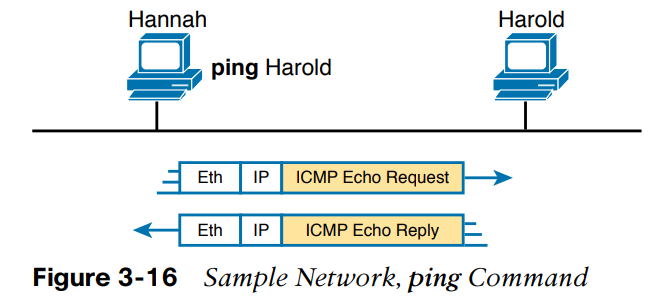 Hannah Harold
ping Harold
Eth IP ICMP Echo Request
Eth IP ICMP Echo Reply
Figure 3-16 Sample Network, ping Command